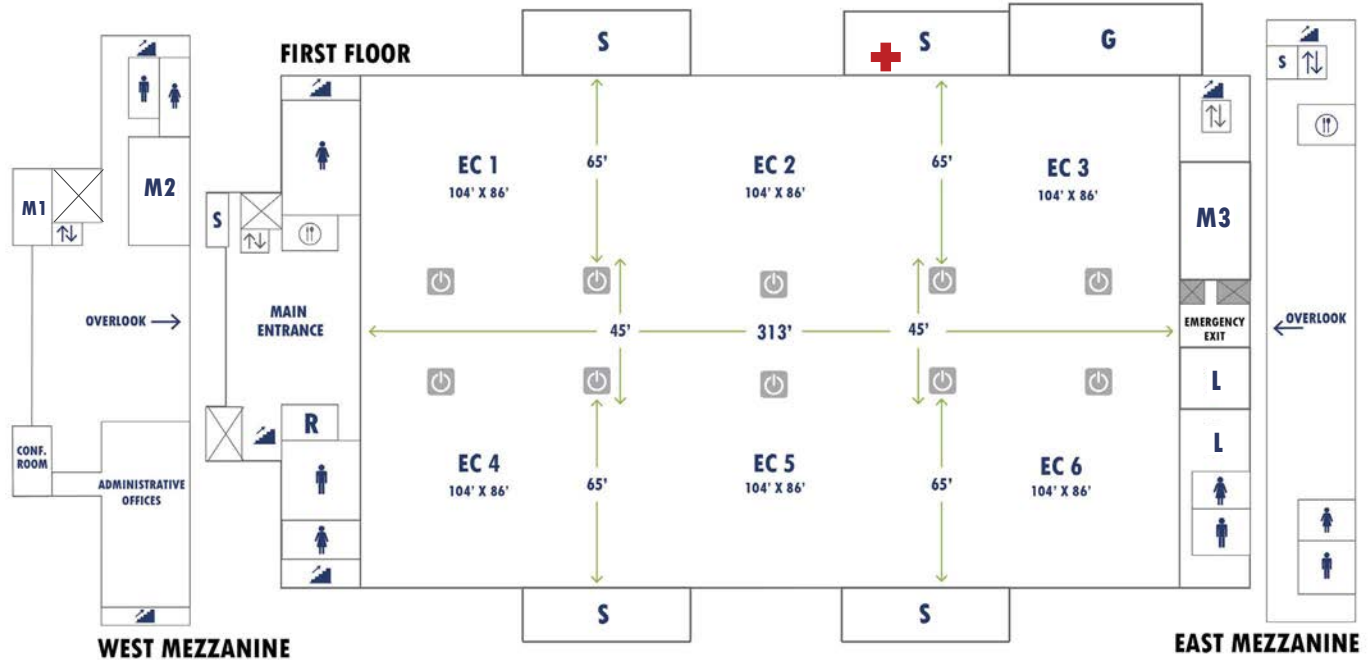 FIRST FLOOR
S
S
G
S
M1
M2
S
EC 1
104' X 86'
65'
EC 2
104' X 86'
65'
EC 3
104' X 86'
M3
OVERLOOK
MAIN
ENTRANCE
45'
313'
45'
EMERGENCY
EXIT
OVERLOOK
L
R
L
CONF.
ROOM
ADMINISTRATIVE
OFFICES
EC 4
104' X 86'
65'
EC 5
104' X 86'
65'
EC 6
104' X 86'
S
S
WEST MEZZANINE
EAST MEZZANINE